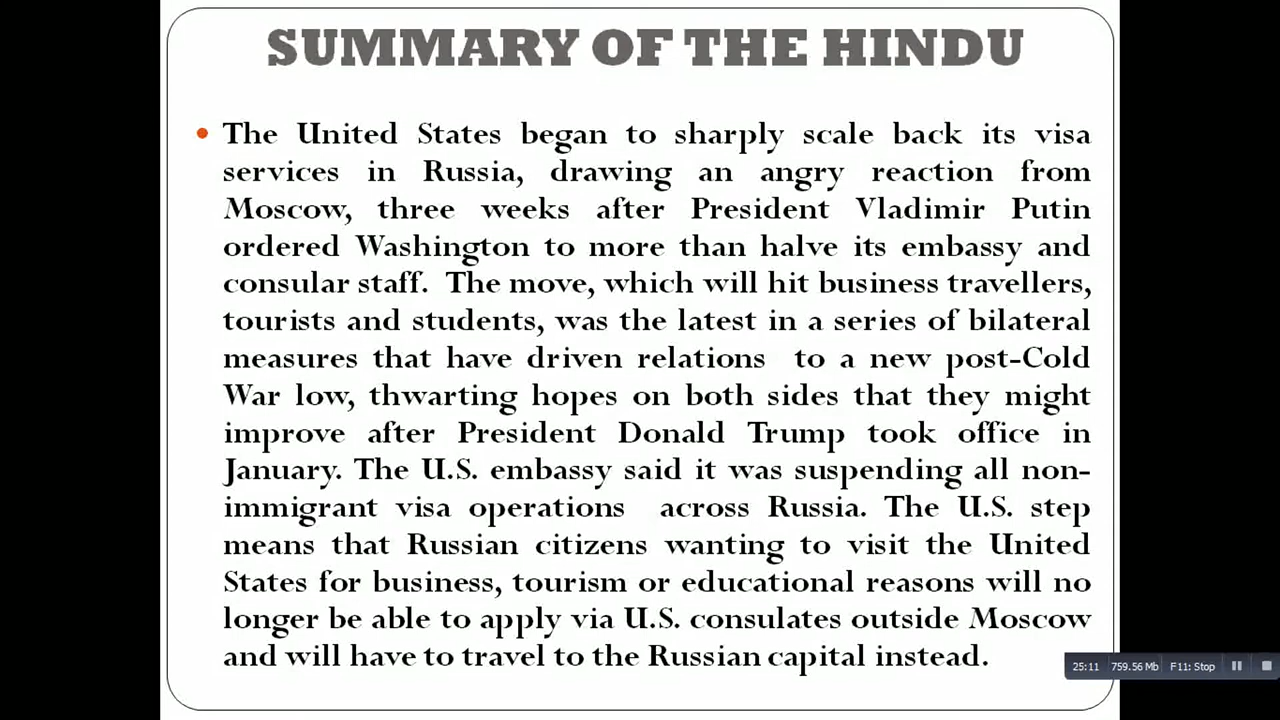 SUMMARY OF THE HINDU
• The United States began to sharply scale back its visa
services in Russia, drawing an angry reaction from
Moscow, three weeks after President Vladimir Putin
ordered Washington to more than halve its embassy and
consular staff. The move, which will hit business travellers,
tourists and students, was the latest in a series of bilateral
measures that have driven relations to a new post-Cold
War low, thwarting hopes on both sides that they might
improve after President Donald Trump took office in
January. The U.S. embassy said it was suspending all non-
immigrant visa operations across Russia. The U.S. step
means that Russian citizens wanting to visit the United
States for business, tourism or educational reasons will no
longer be able to apply via U.S. consulates outside Moscow
and will have to travel to the Russian capital instead.
25:11 759.56 Mb F11: Stop